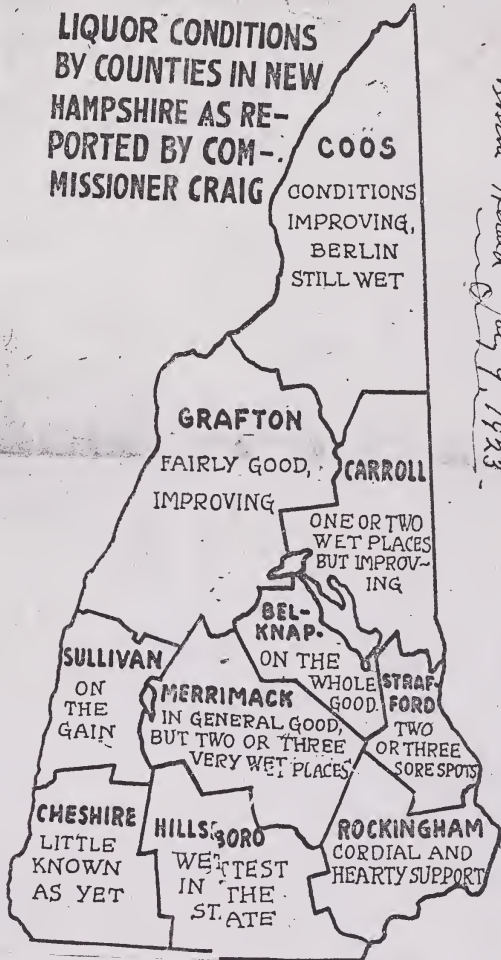 LIQUOR CONDITIONS
BY COUNTIES IN NEW
HAMPSHIRE AS RE-
PORTED BY COM-
MISSIONER CRAIG
COOS
CONDITIONS
IMPROVING,
BERLIN
STILL WET
GRAFTON
FAIRLY GOOD,
IMPROVING
CARROLL
ONE OR TWO
WET PLACES
BUT IMPROV-
ING
BEL-
KNAP.
ON THE
WHOLE
GOOD.
STRAF-
FORD
TWO
OR THREE
SORE SPOTS
SULLIVAN
ON
THE
GAIN
MERRIMACK
IN GENERAL GOOD,
BUT TWO OR THREE
VERY WET PLACES
CHESHIRE
LITTLE
KNOWN
AS YET
HILLSBORO
WETTEST
IN THE
STATE
ROCKINGHAM
CORDIAL AND
HEARTY SUPPORT
9, 1923